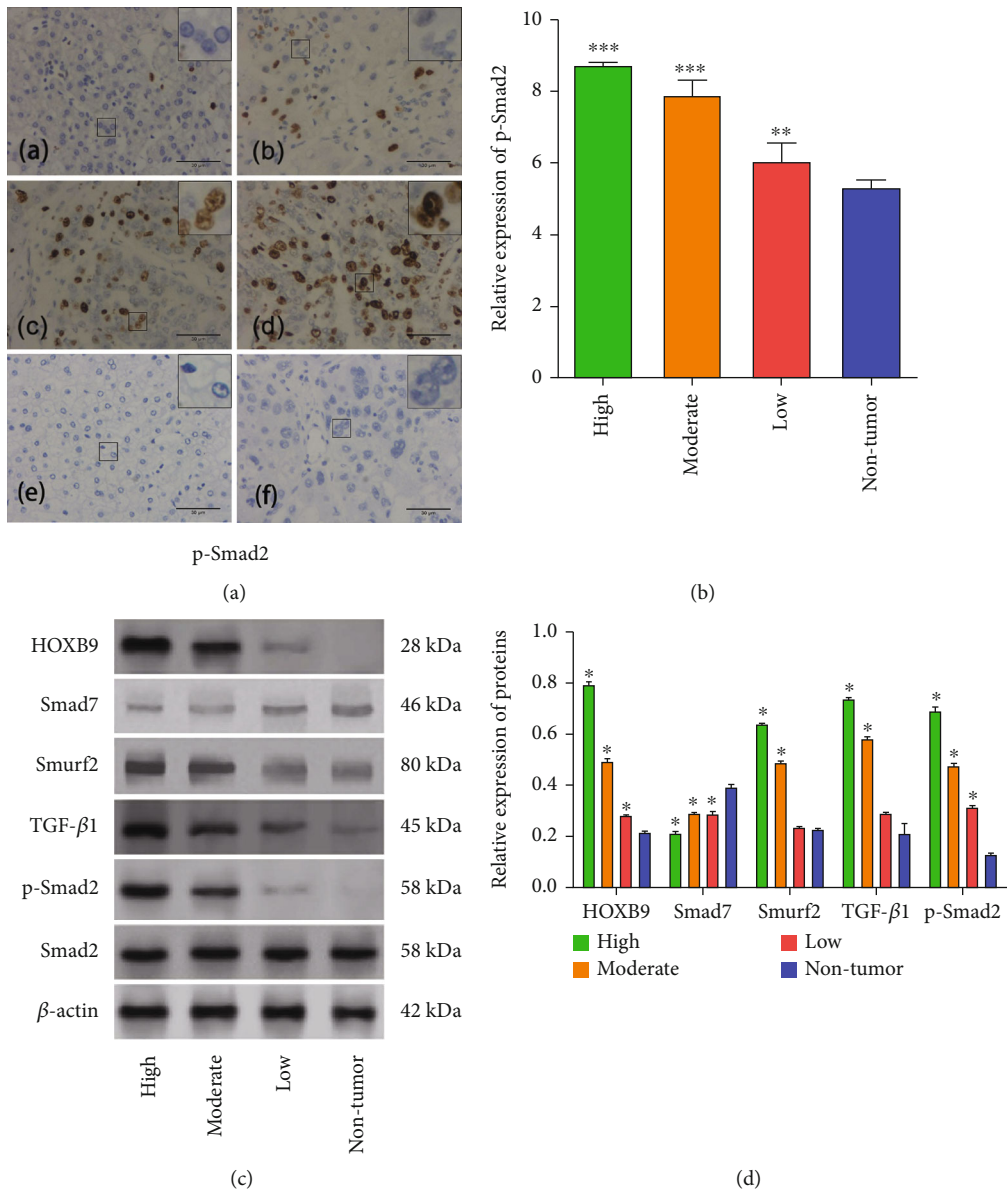 (a)
(b)
(c)
(d)
(e)
(f)
p-Smad2
(a)
Relative expression of p-Smad2
10
8
6
4
2
0
***
***
**
High
Moderate
Low
Non-tumor
(b)
HOXB9 28 kDa
Smad7 46 kDa
Smurf2 80 kDa
TGF-β1 45 kDa
p-Smad2 58 kDa
Smad2 58 kDa
β-actin 42 kDa
High
Moderate
Low
Non-tumor
(c)
Relative expression of proteins
1.0
0.8
0.6
0.4
0.2
0.0
* * * * * * * * * * * * *
HOXB9 Smad7 Smurf2 TGF-β1 p-Smad2
High Low
Moderate Non-tumor
(d)